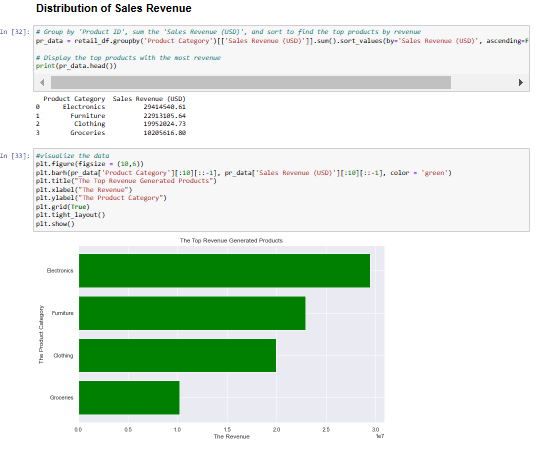 Distribution of Sales Revenue
In [32]: # Group by 'Product ID', sum the 'Sales Revenue (USD)', and sort to find the top products by revenue
pr_data = retail_df.groupby('Product Category')[['Sales Revenue (USD)']].sum().sort_values(by='Sales Revenue (USD)', ascending=F
# Display the top products with the most revenue
print(pr_data.head())
Product Category Sales Revenue (USD)
0 Electronics 29414540.61
1 Furniture 22913105.64
2 Clothing 19952024.73
3 Groceries 10205616.80
In [33]: #visualize the data
plt.figure(figsize = (10,6))
plt.barh(pr_data['Product Category'][:10][::-1], pr_data['Sales Revenue (USD)'][:10][::-1], color = 'green')
plt.title("The Top Revenue Generated Products")
plt.xlabel("The Revenue")
plt.ylabel("The Product Category")
plt.grid(True)
plt.tight_layout()
plt.show()
The Top Revenue Generated Products
The Product Category
Electronics
Furniture
Clothing
Groceries
0.0 0.5 1.0 1.5 2.0 2.5 3.0
The Revenue
1e7